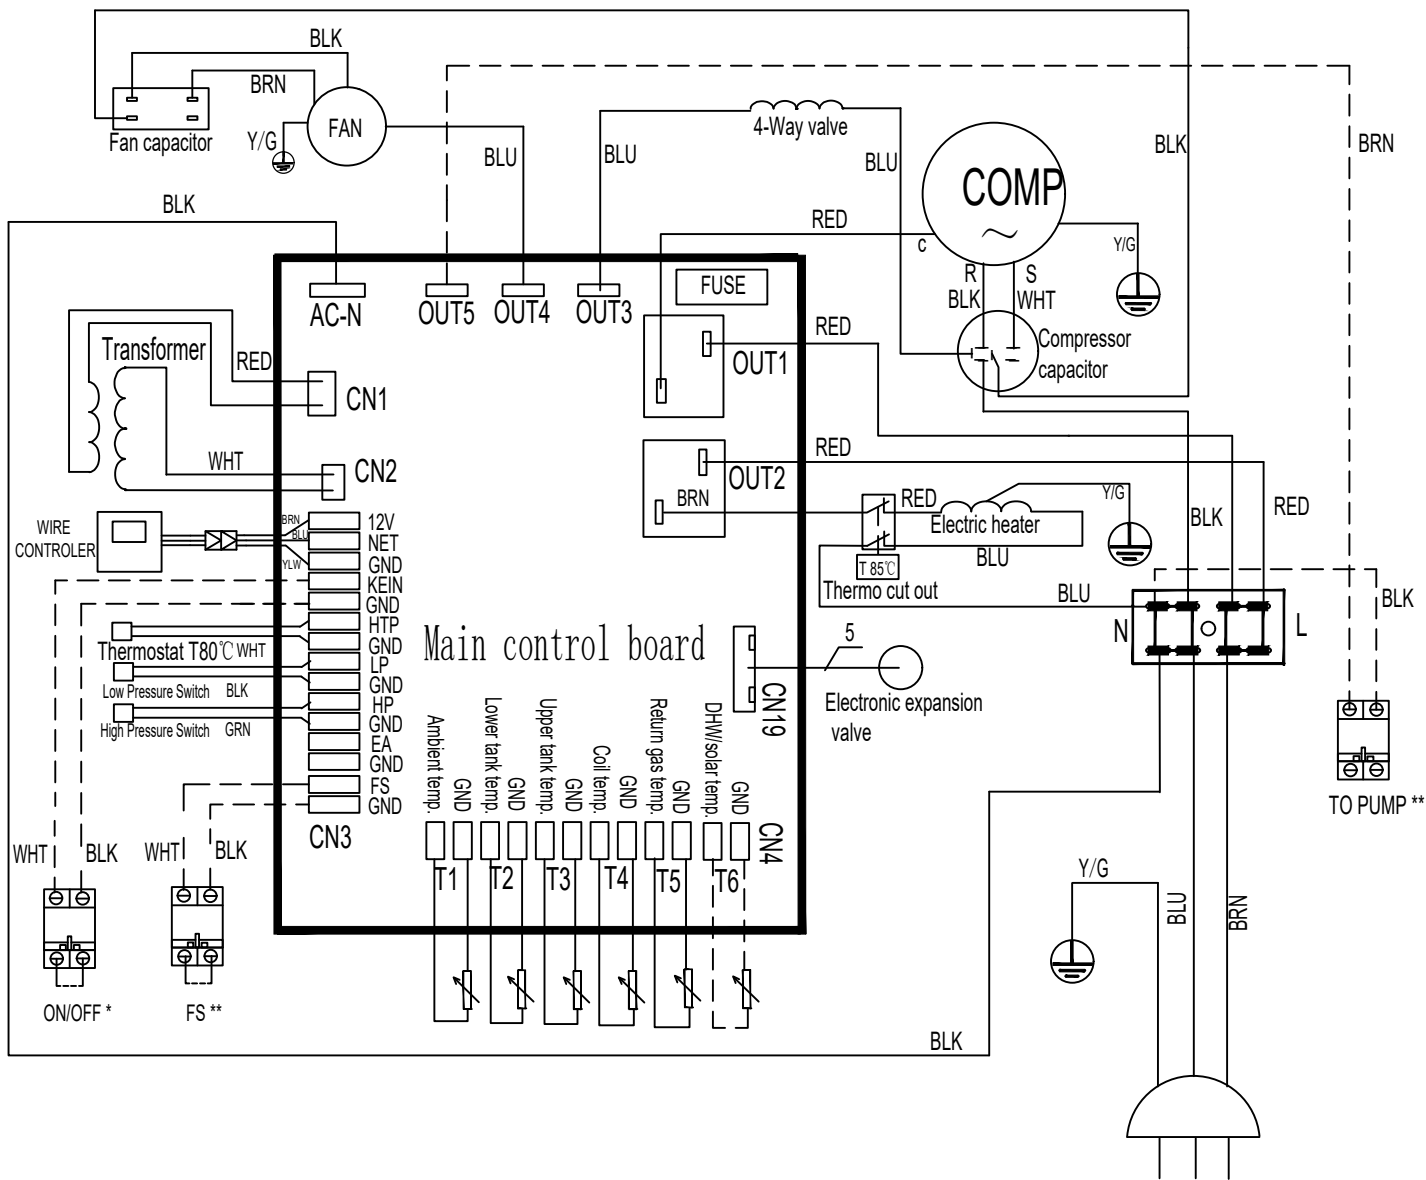 BLK
BRN
Fan capacitor
Y/G
FAN
BLU
BLU
4-Way valve
BLU
COMP
~
BLK
BRN
BLK
RED
c
Y/G
R
S
BLK
WHT
AC-N
OUT5
OUT4
OUT3
FUSE
RED
OUT1
Compressor
capacitor
Transformer
RED
CN1
WHT
CN2
RED
OUT2
BRN
RED
Electric heater
Y/G
BLU
T 85℃
Thermo cut out
BLU
BLK
RED
BLK
N
L
WIRE
CONTROLER
BRN
BLU
YLW
12V
NET
GND
KEIN
GND
HTP
GND
LP
GND
HP
GND
EA
GND
FS
GND
CN3
Thermostat T80℃ WHT
Low Pressure Switch BLK
High Pressure Switch GRN
Main control board
5
CN19
Electronic expansion
valve
Ambient temp.
GND
Lower tank temp.
GND
Upper tank temp.
GND
Coil temp.
GND
Return gas temp.
GND
DHW/solar temp.
GND
CN4
T1
T2
T3
T4
T5
T6
TO PUMP **
WHT
BLK
WHT
BLK
ON/OFF *
FS **
Y/G
BLU
BRN
BLK